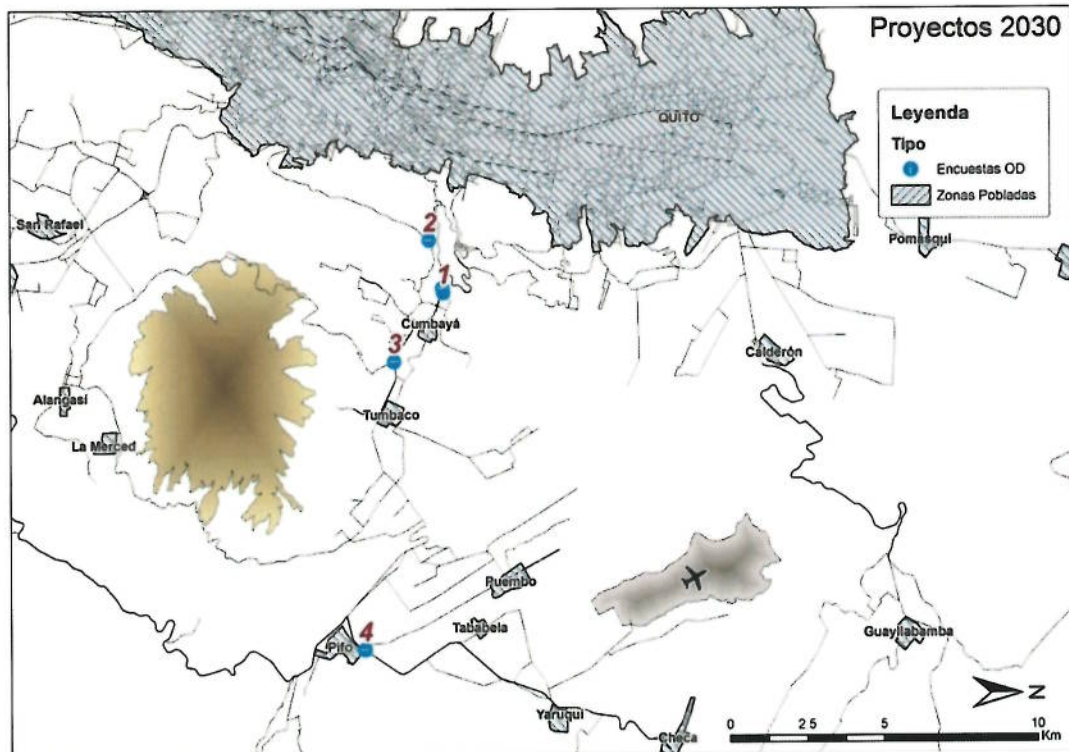 Proyectos 2030
Leyenda
Tipo
Encuestas OD
Zonas Pobladas
QUITO
San Rafael
Pomasqui
2
1
Cumbayá
3
Calderón
Alangasí
Tumbaco
La Merced
Puembo
4
Tababela
Pifo
Guayllabamba
Yaruqui
Checa
N
0 2 5 5 10
Km